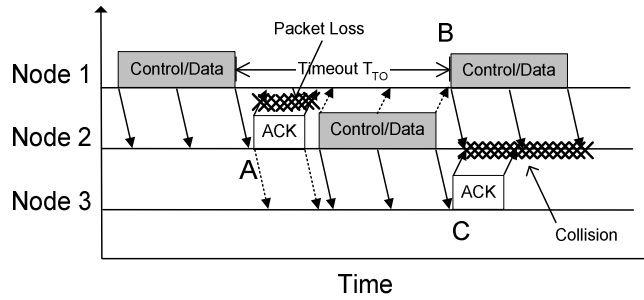 Packet Loss
B
Node 1
Control/Data
Timeout T_TO
Control/Data
Node 2
ACK
Control/Data
A
Node 3
ACK
C
Collision
Time